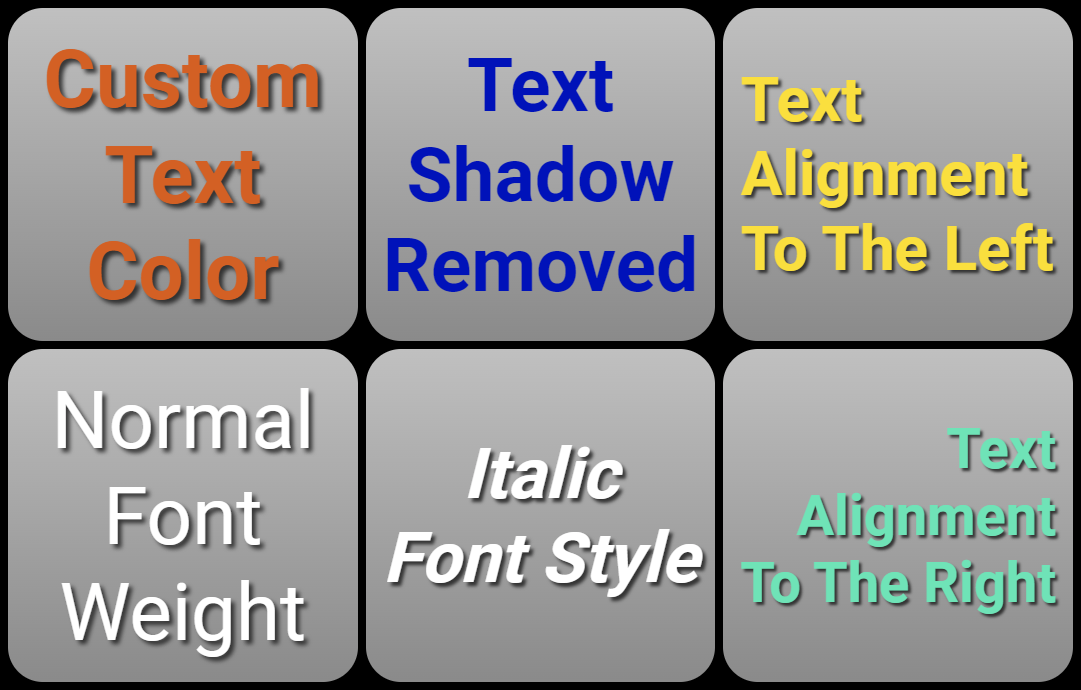 Custom
Text
Color
Text
Shadow
Removed
Text
Alignment
To The Left
Normal
Font
Weight
Italic
Font Style
Text
Alignment
To The Right